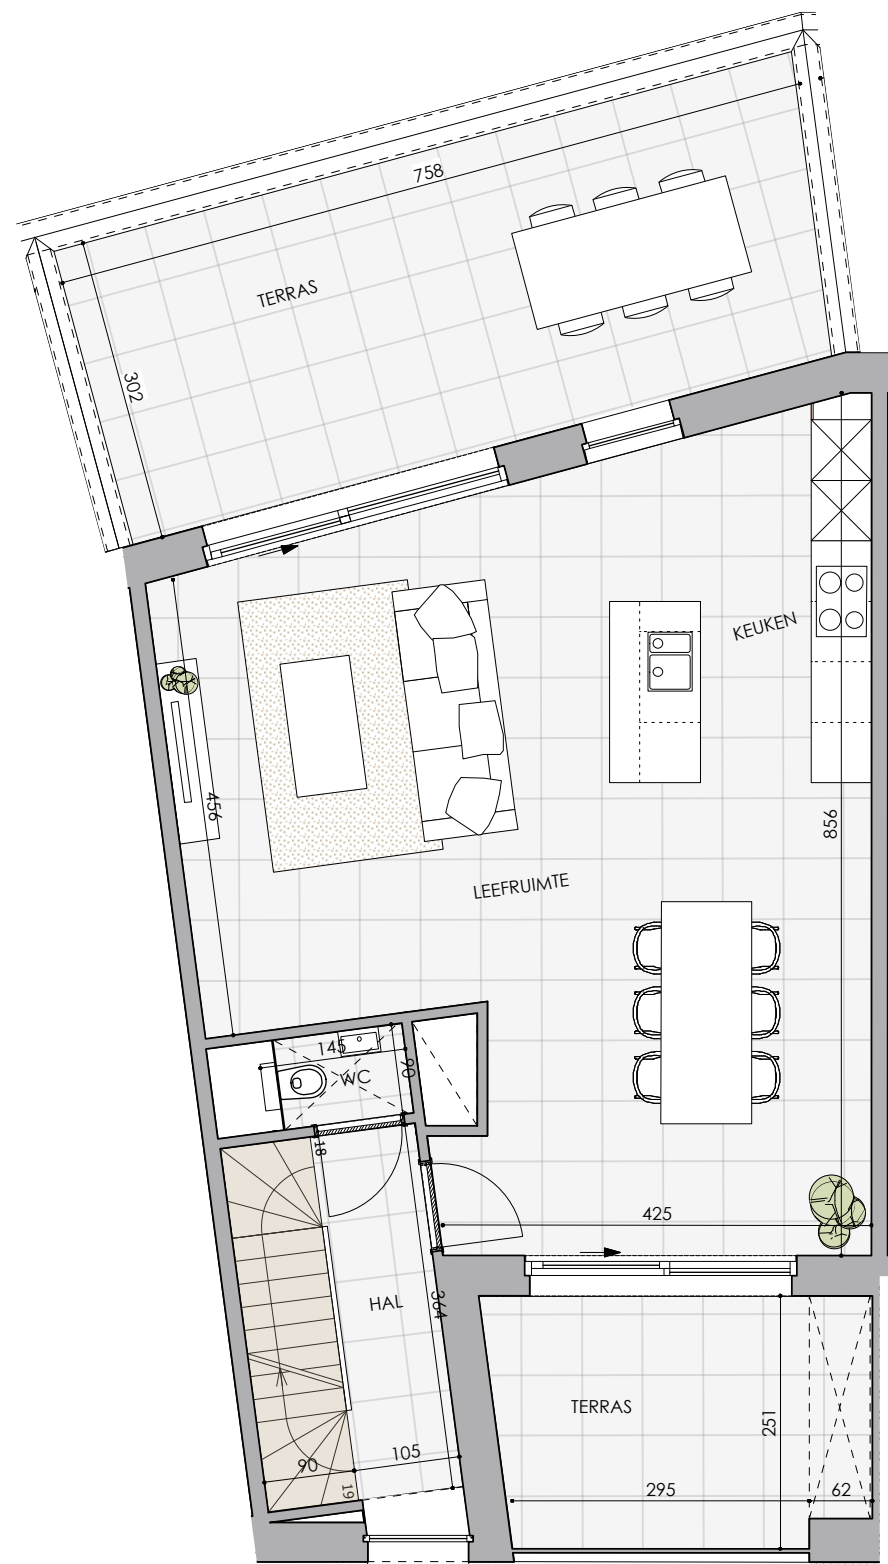 758
TERRAS
302
KEUKEN
456
856
LEEFRUIMTE
145
WC
90
18
425
HAL
364
TERRAS
251
90
105
19
295
62